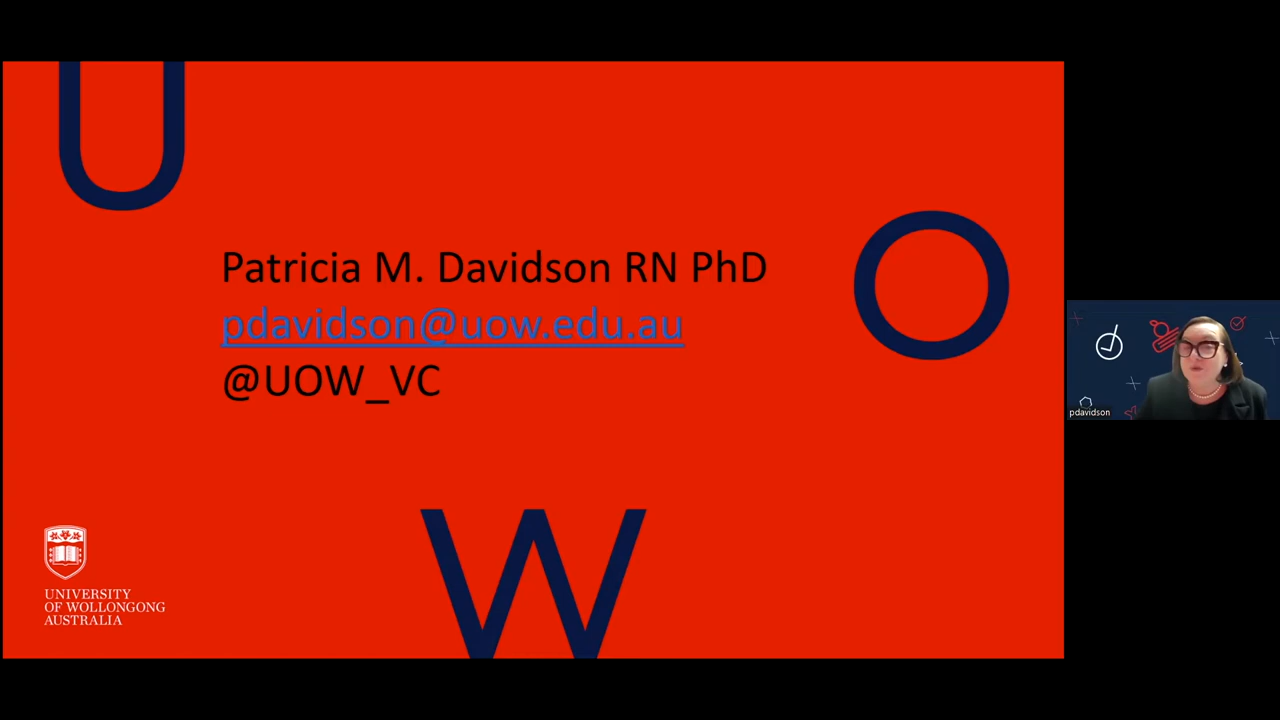 U
O
Patricia M. Davidson RN PhD
pdavidson@uow.edu.au
@UOW_VC
pdavidson
W
UNIVERSITY
OF WOLLONGONG
AUSTRALIA